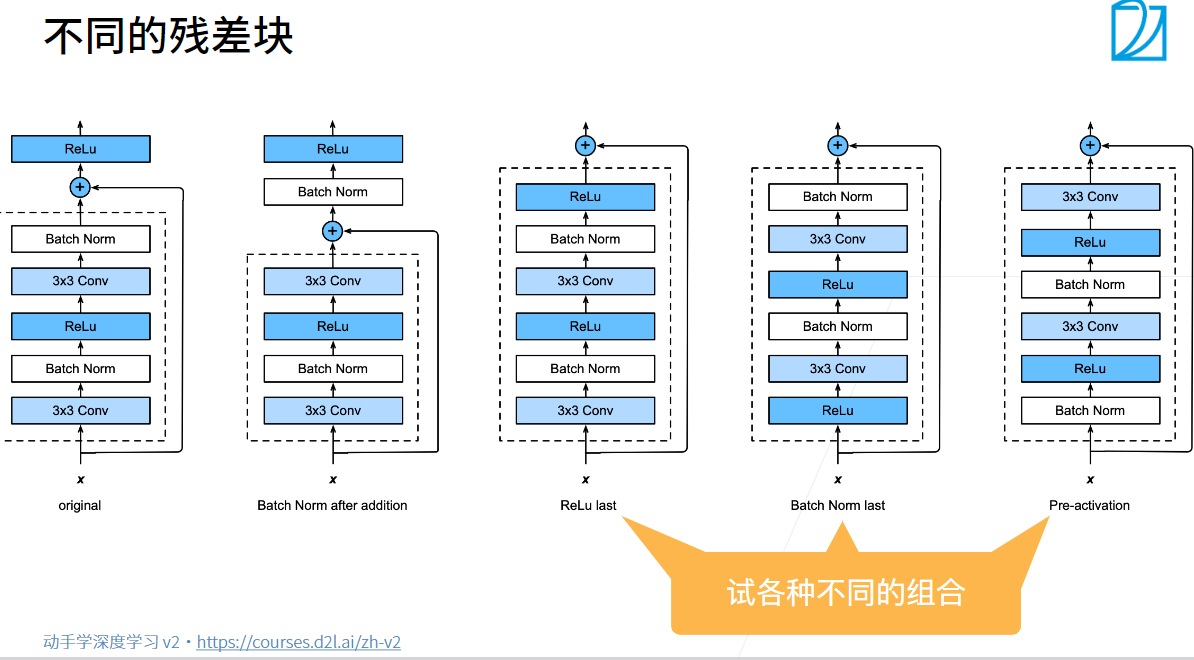 不同的残差块
ReLu
+
Batch Norm
3x3 Conv
ReLu
Batch Norm
3x3 Conv
x
original
ReLu
Batch Norm
+
3x3 Conv
ReLu
Batch Norm
3x3 Conv
x
Batch Norm after addition
+
ReLu
Batch Norm
3x3 Conv
ReLu
Batch Norm
3x3 Conv
x
ReLu last
+
Batch Norm
3x3 Conv
ReLu
Batch Norm
3x3 Conv
ReLu
x
Batch Norm last
+
3x3 Conv
ReLu
Batch Norm
3x3 Conv
ReLu
Batch Norm
x
Pre-activation
试各种不同的组合
动手学深度学习 v2 • https://courses.d2l.ai/zh-v2